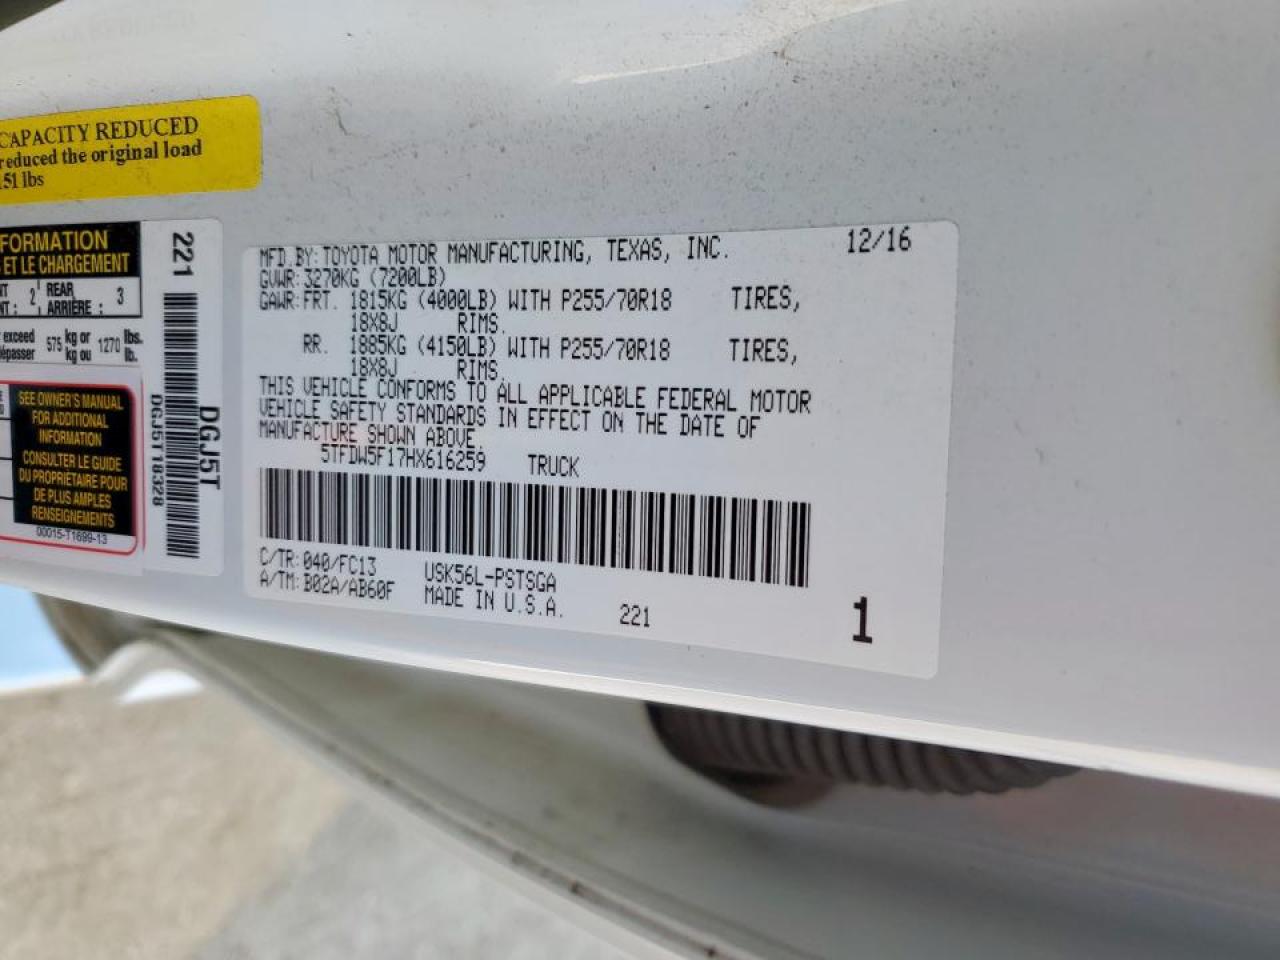 CAPACITY REDUCED
reduced the original load
151 lbs
FORMATION
ET LE CHARGEMENT
2 REAR 3
ARRIÈRE :
exceed 575 kg or 1270 lbs.
kg ou lb.
SEE OWNER'S MANUAL
FOR ADDITIONAL
INFORMATION
CONSULTER LE GUIDE
DU PROPRIÉTAIRE POUR
DE PLUS AMPLES
RENSEIGNEMENTS
00015-T1699-13
221
DGJ5T
DGJ5T18328
MFD.BY:TOYOTA MOTOR MANUFACTURING, TEXAS, INC. 12/16
GVWR:3270KG (7200LB)
GAWR:FRT. 1815KG (4000LB) WITH P255/70R18 TIRES,
18X8J RIMS.
RR. 1885KG (4150LB) WITH P255/70R18 TIRES,
18X8J RIMS.
THIS VEHICLE CONFORMS TO ALL APPLICABLE FEDERAL MOTOR
VEHICLE SAFETY STANDARDS IN EFFECT ON THE DATE OF
MANUFACTURE SHOWN ABOVE.
5TFDW5F17HX616259 TRUCK
C/TR:040/FC13 USK56L-PSTSGA
A/TM:B02A/AB60F MADE IN U.S.A. 221 1